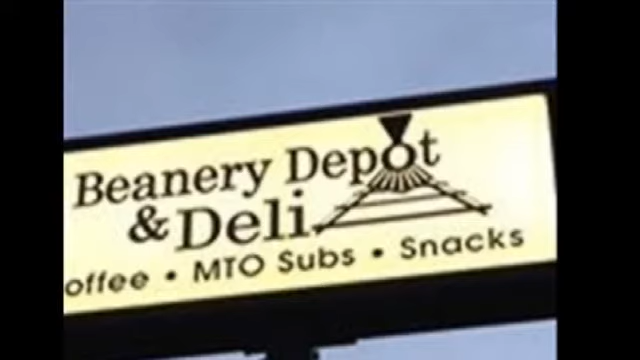 Beanery Depot
& Deli
offee • MTO Subs • Snacks